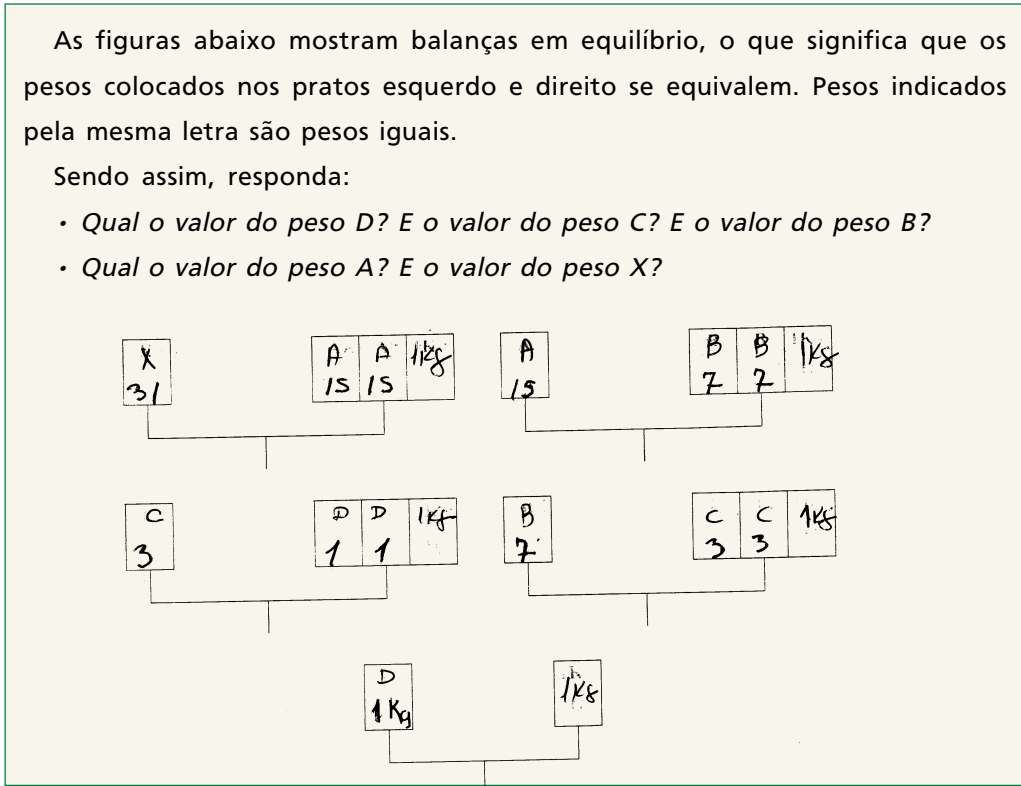 As figuras abaixo mostram balanças em equilíbrio, o que significa que os
pesos colocados nos pratos esquerdo e direito se equivalem. Pesos indicados
pela mesma letra são pesos iguais.
Sendo assim, responda:
• Qual o valor do peso D? E o valor do peso C? E o valor do peso B?
• Qual o valor do peso A? E o valor do peso X?
X A A 1kg
31 15 15
A B B 1kg
15 7 7
C D D 1kg
3 1 1
B C C 1kg
7 3 3
D 1kg
1 Kg